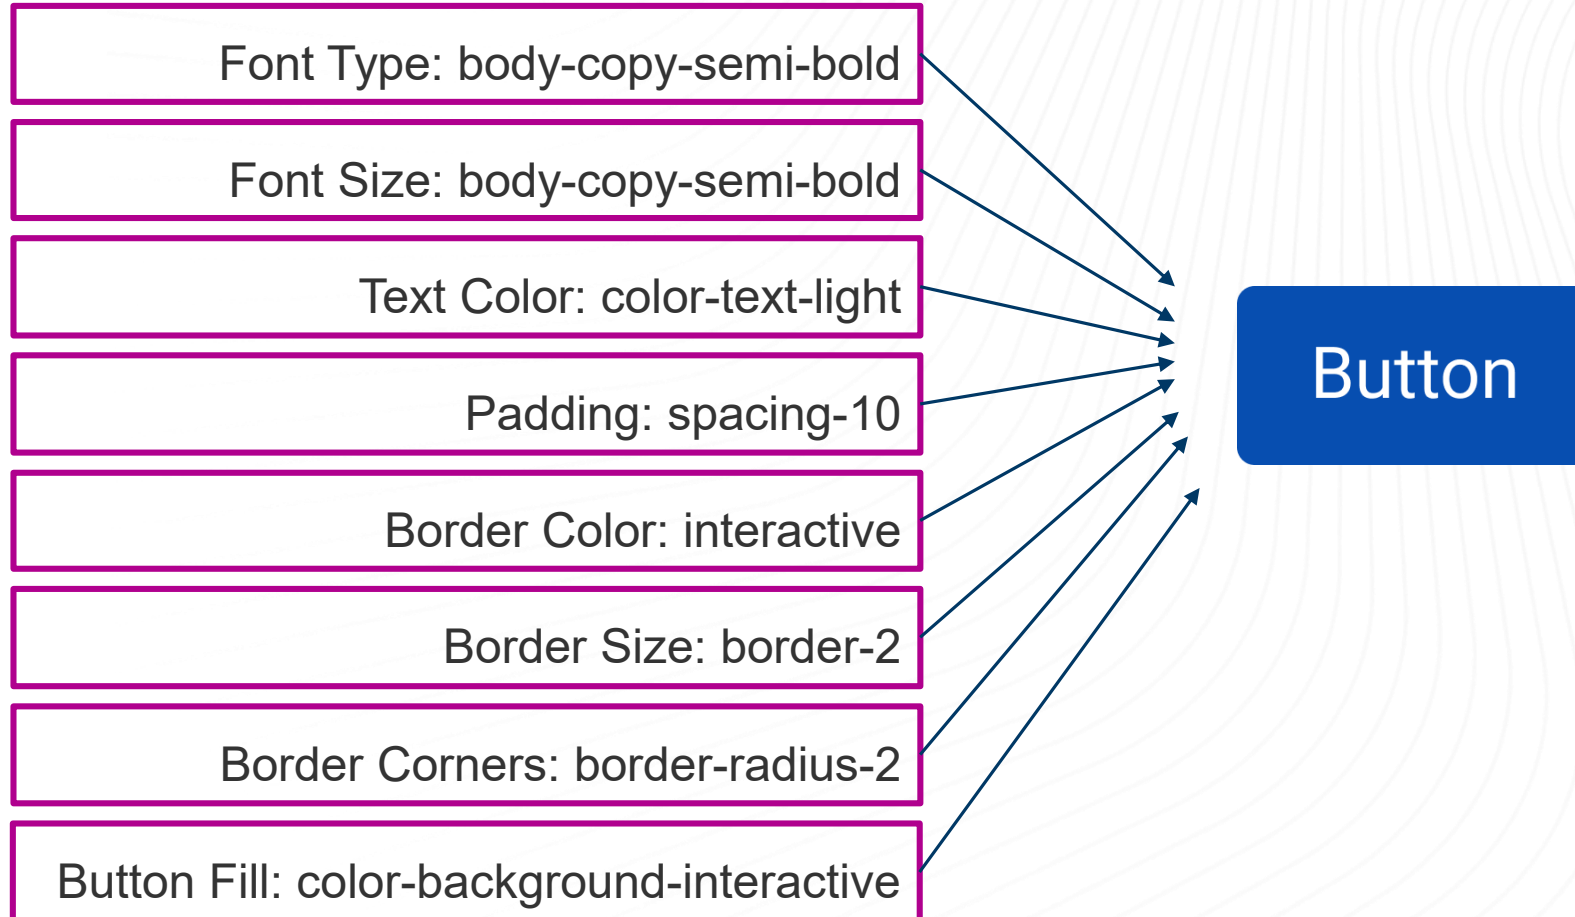 Font Type: body-copy-semi-bold
Font Size: body-copy-semi-bold
Text Color: color-text-light
Padding: spacing-10
Border Color: interactive
Border Size: border-2
Border Corners: border-radius-2
Button Fill: color-background-interactive
Button